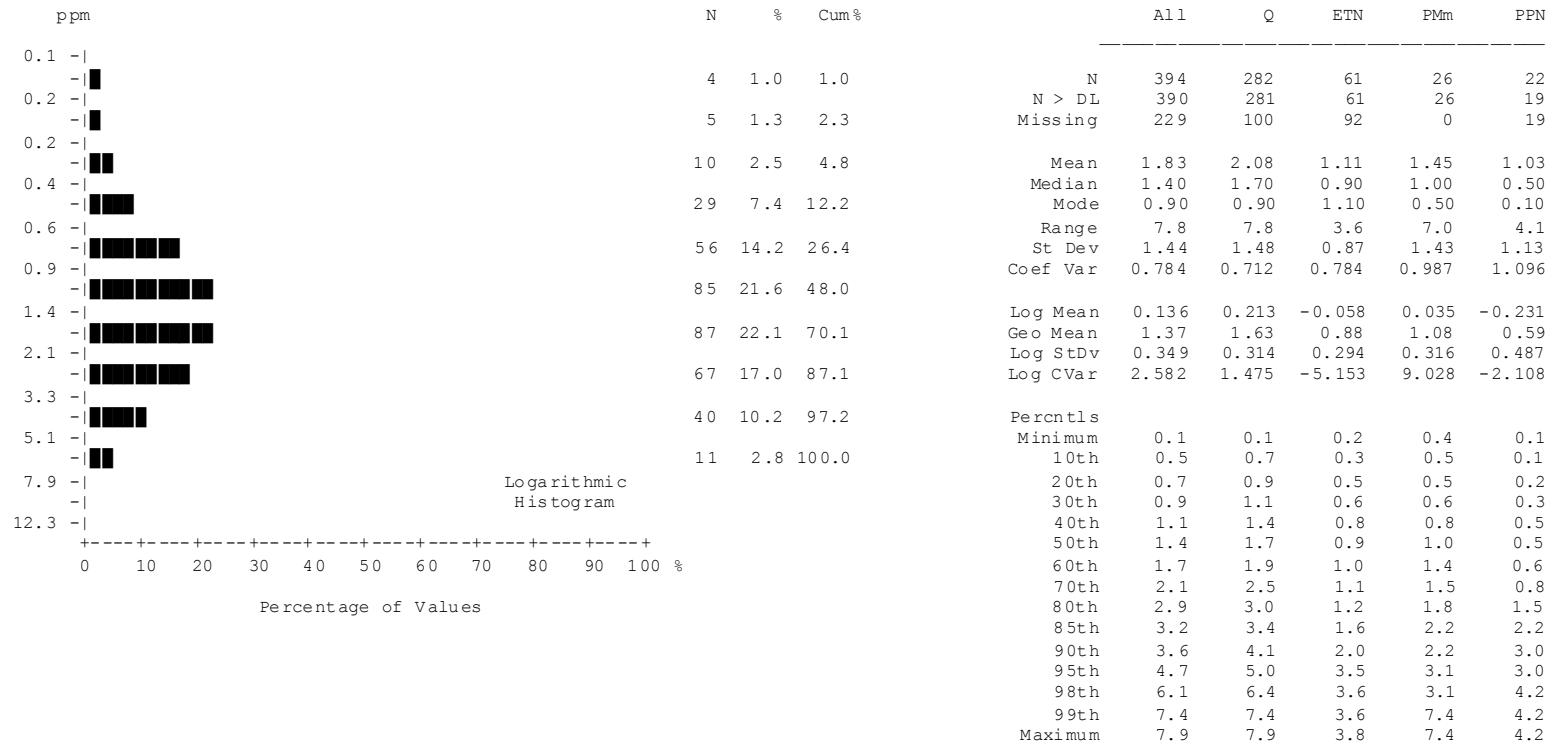 ppm N % Cum% All Q ETN PMm PPN
0.1 -|
-| 4 1.0 1.0 N 394 282 61 26 22
0.2 -| N > DL 390 281 61 26 19
-| 5 1.3 2.3 Missing 229 100 92 0 19
0.2 -|
-| 10 2.5 4.8 Mean 1.83 2.08 1.11 1.45 1.03
0.4 -| Median 1.40 1.70 0.90 1.00 0.50
-| 29 7.4 12.2 Mode 0.90 0.90 1.10 0.50 0.10
0.6 -| Range 7.8 7.8 3.6 7.0 4.1
-| 56 14.2 26.4 St Dev 1.44 1.48 0.87 1.43 1.13
0.9 -| Coef Var 0.784 0.712 0.784 0.987 1.096
-| 85 21.6 48.0
1.4 -| Log Mean 0.136 0.213 -0.058 0.035 -0.231
-| 87 22.1 70.1 Geo Mean 1.37 1.63 0.88 1.08 0.59
2.1 -| Log StDv 0.349 0.314 0.294 0.316 0.487
-| 67 17.0 87.1 Log CVar 2.582 1.475 -5.153 9.028 -2.108
3.3 -|
-| 40 10.2 97.2 Percntls
5.1 -| Minimum 0.1 0.1 0.2 0.4 0.1
-| 11 2.8 100.0 10th 0.5 0.7 0.3 0.5 0.1
7.9 -| Logarithmic 20th 0.7 0.9 0.5 0.5 0.2
-| Histogram 30th 0.9 1.1 0.6 0.6 0.3
12.3 -| 40th 1.1 1.4 0.8 0.8 0.5
+----+----+----+----+----+----+----+----+----+----+ 50th 1.4 1.7 0.9 1.0 0.5
0 10 20 30 40 50 60 70 80 90 100 % 60th 1.7 1.9 1.0 1.4 0.6
70th 2.1 2.5 1.1 1.5 0.8
Percentage of Values 80th 2.9 3.0 1.2 1.8 1.5
85th 3.2 3.4 1.6 2.2 2.2
90th 3.6 4.1 2.0 2.2 3.0
95th 4.7 5.0 3.5 3.1 3.0
98th 6.1 6.4 3.6 3.1 4.2
99th 7.4 7.4 3.6 7.4 4.2
Maximum 7.9 7.9 3.8 7.4 4.2